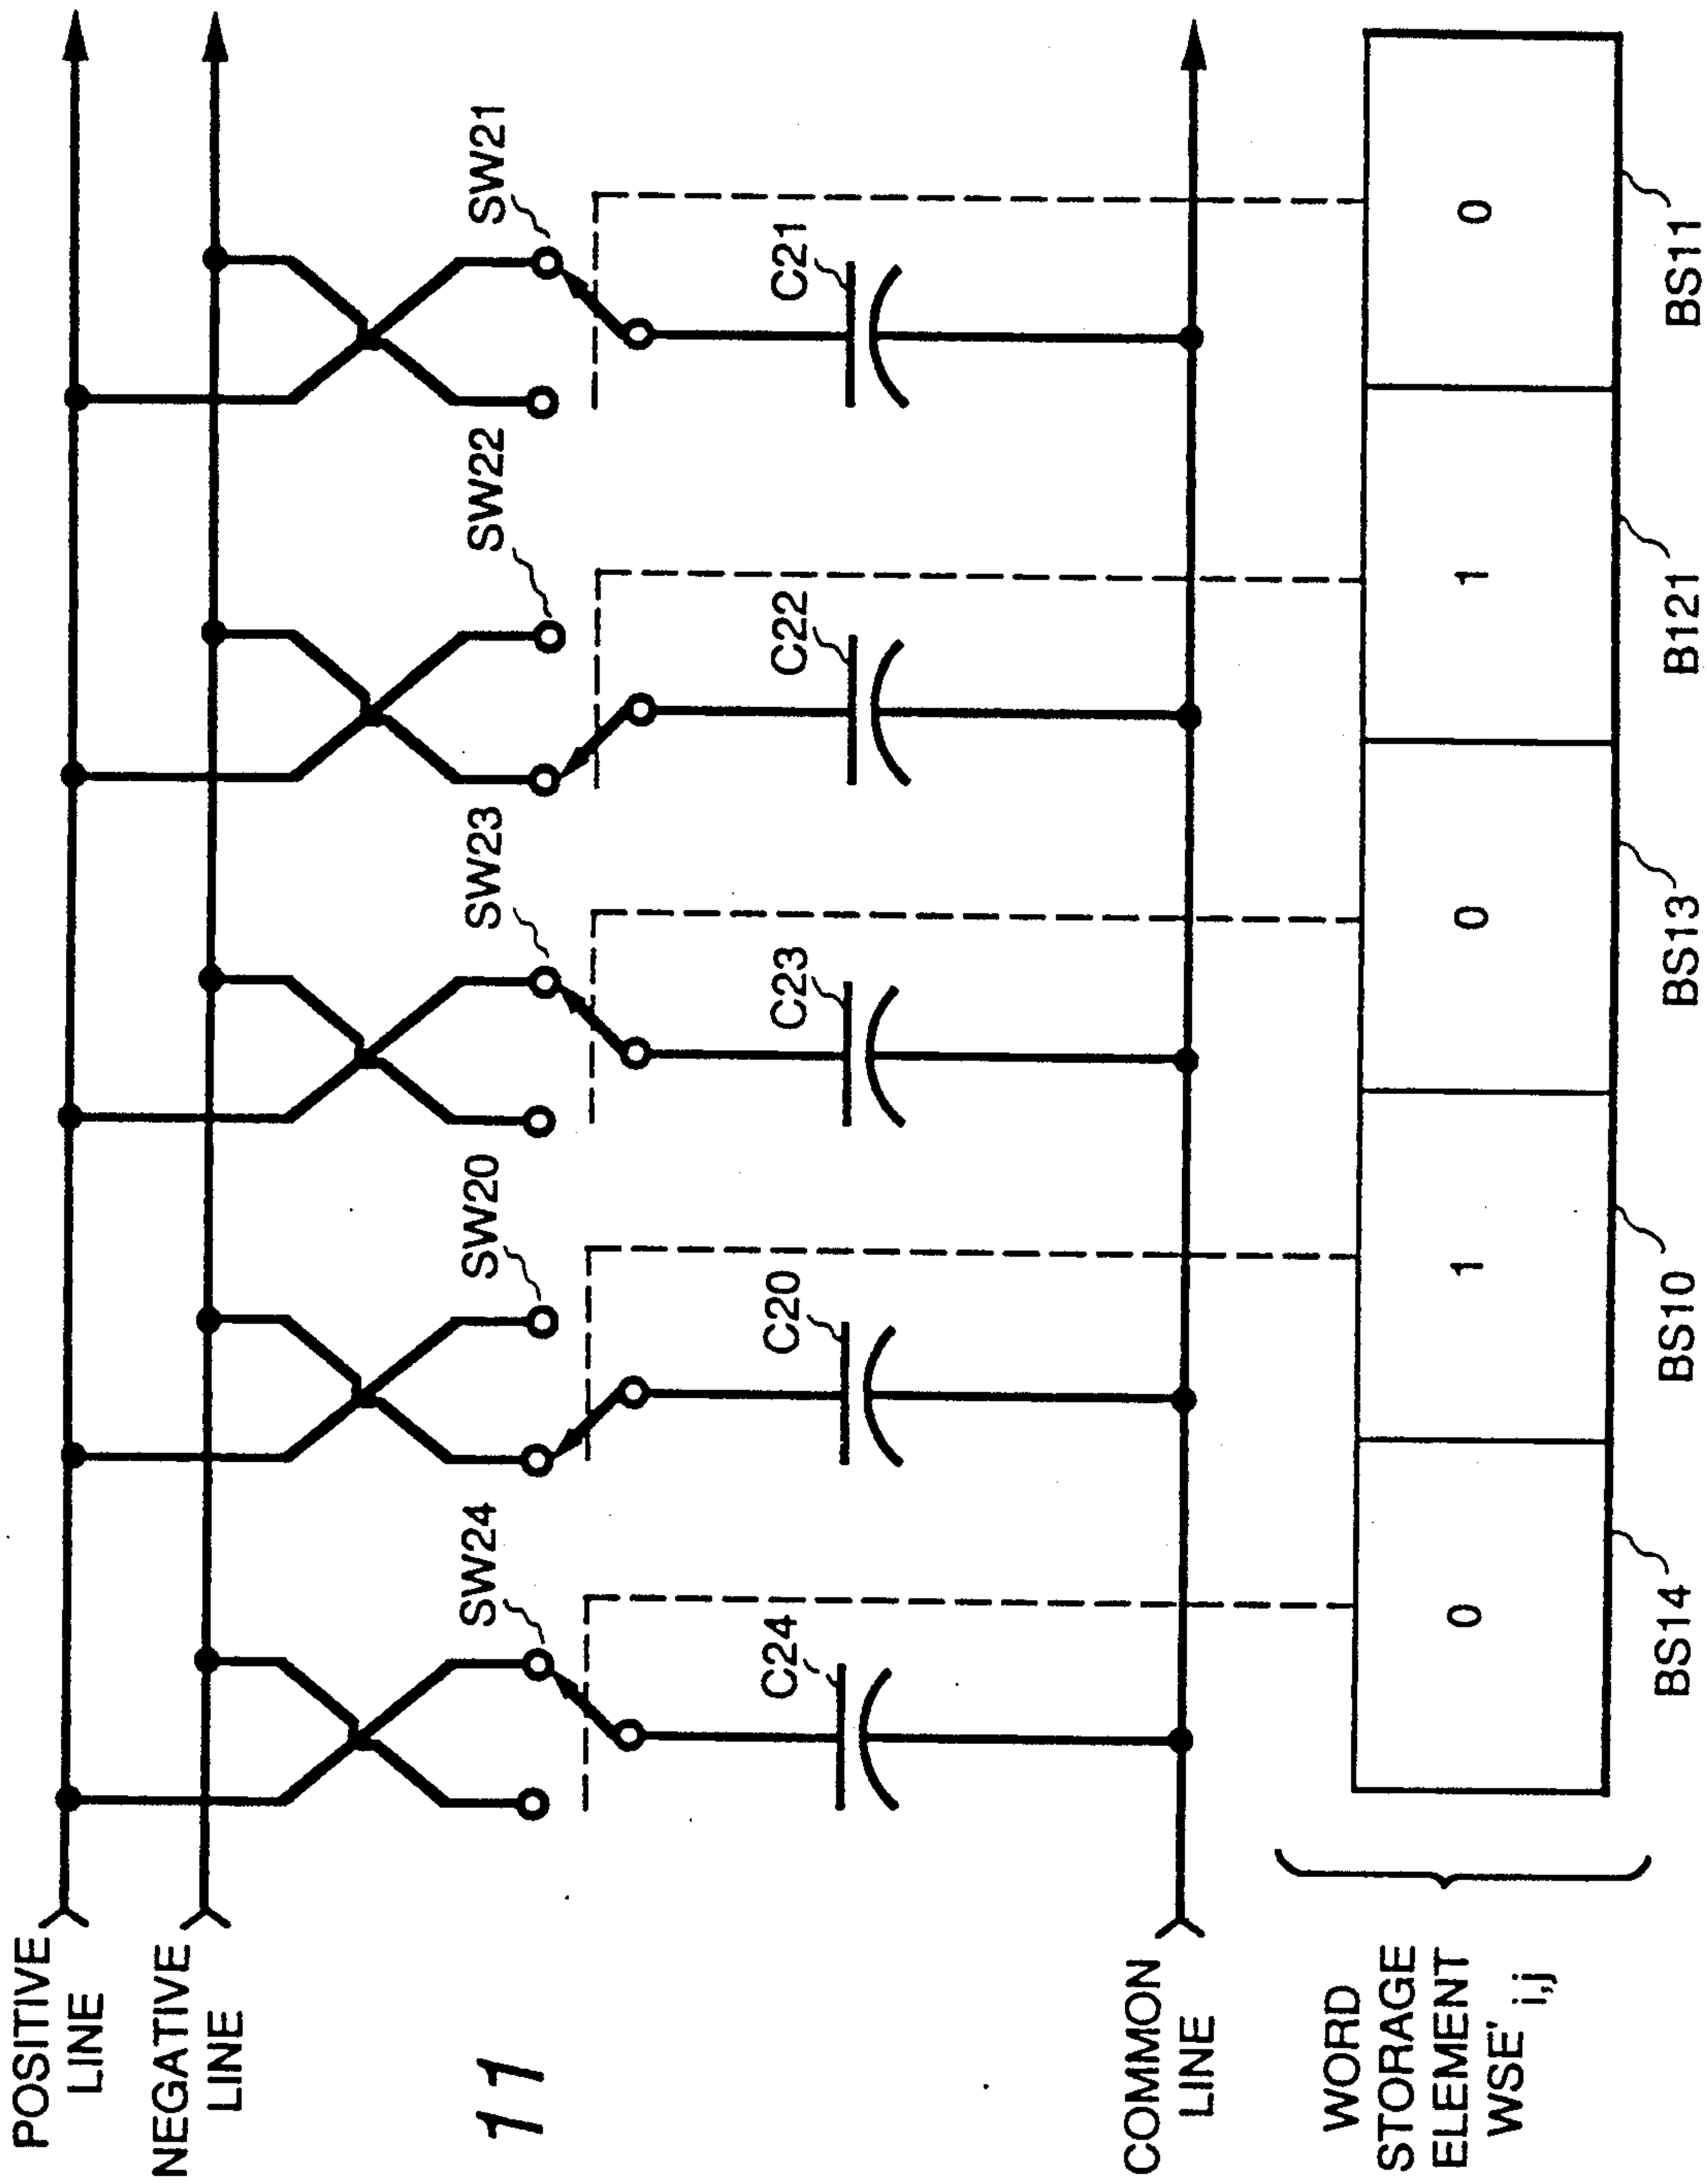 POSITIVE
LINE
NEGATIVE
LINE
SW24
SW20
SW23
SW22
SW21
11
C24
C20
C23
C22
C21
COMMON
LINE
WORD
STORAGE
ELEMENT
WSE' i,j
0
1
0
1
0
BS14
BS10
BS13
B121
BS11